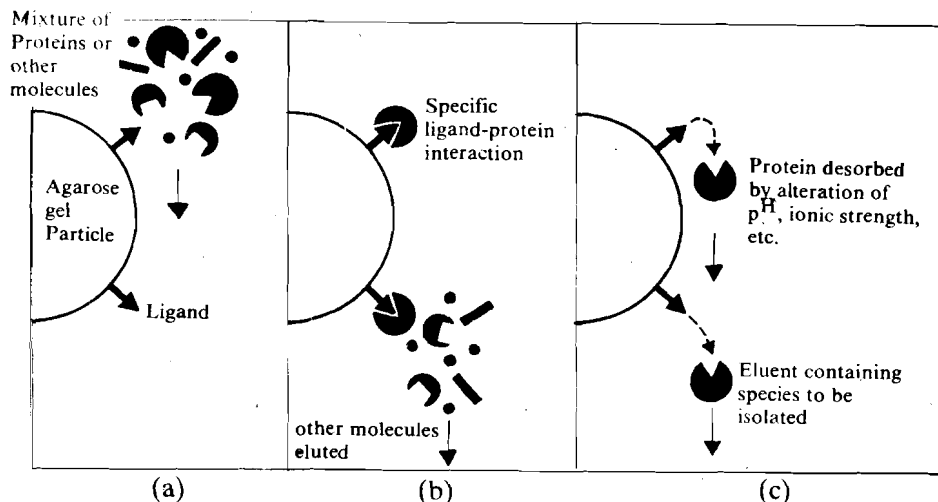 Mixture of
Proteins or
other
molecules
Agarose
gel
Particle
Ligand
(a)
Specific
ligand-protein
interaction
other molecules
eluted
(b)
Protein desorbed
by alteration of
pH, ionic strength,
etc.
Eluent containing
species to be
isolated
(c)